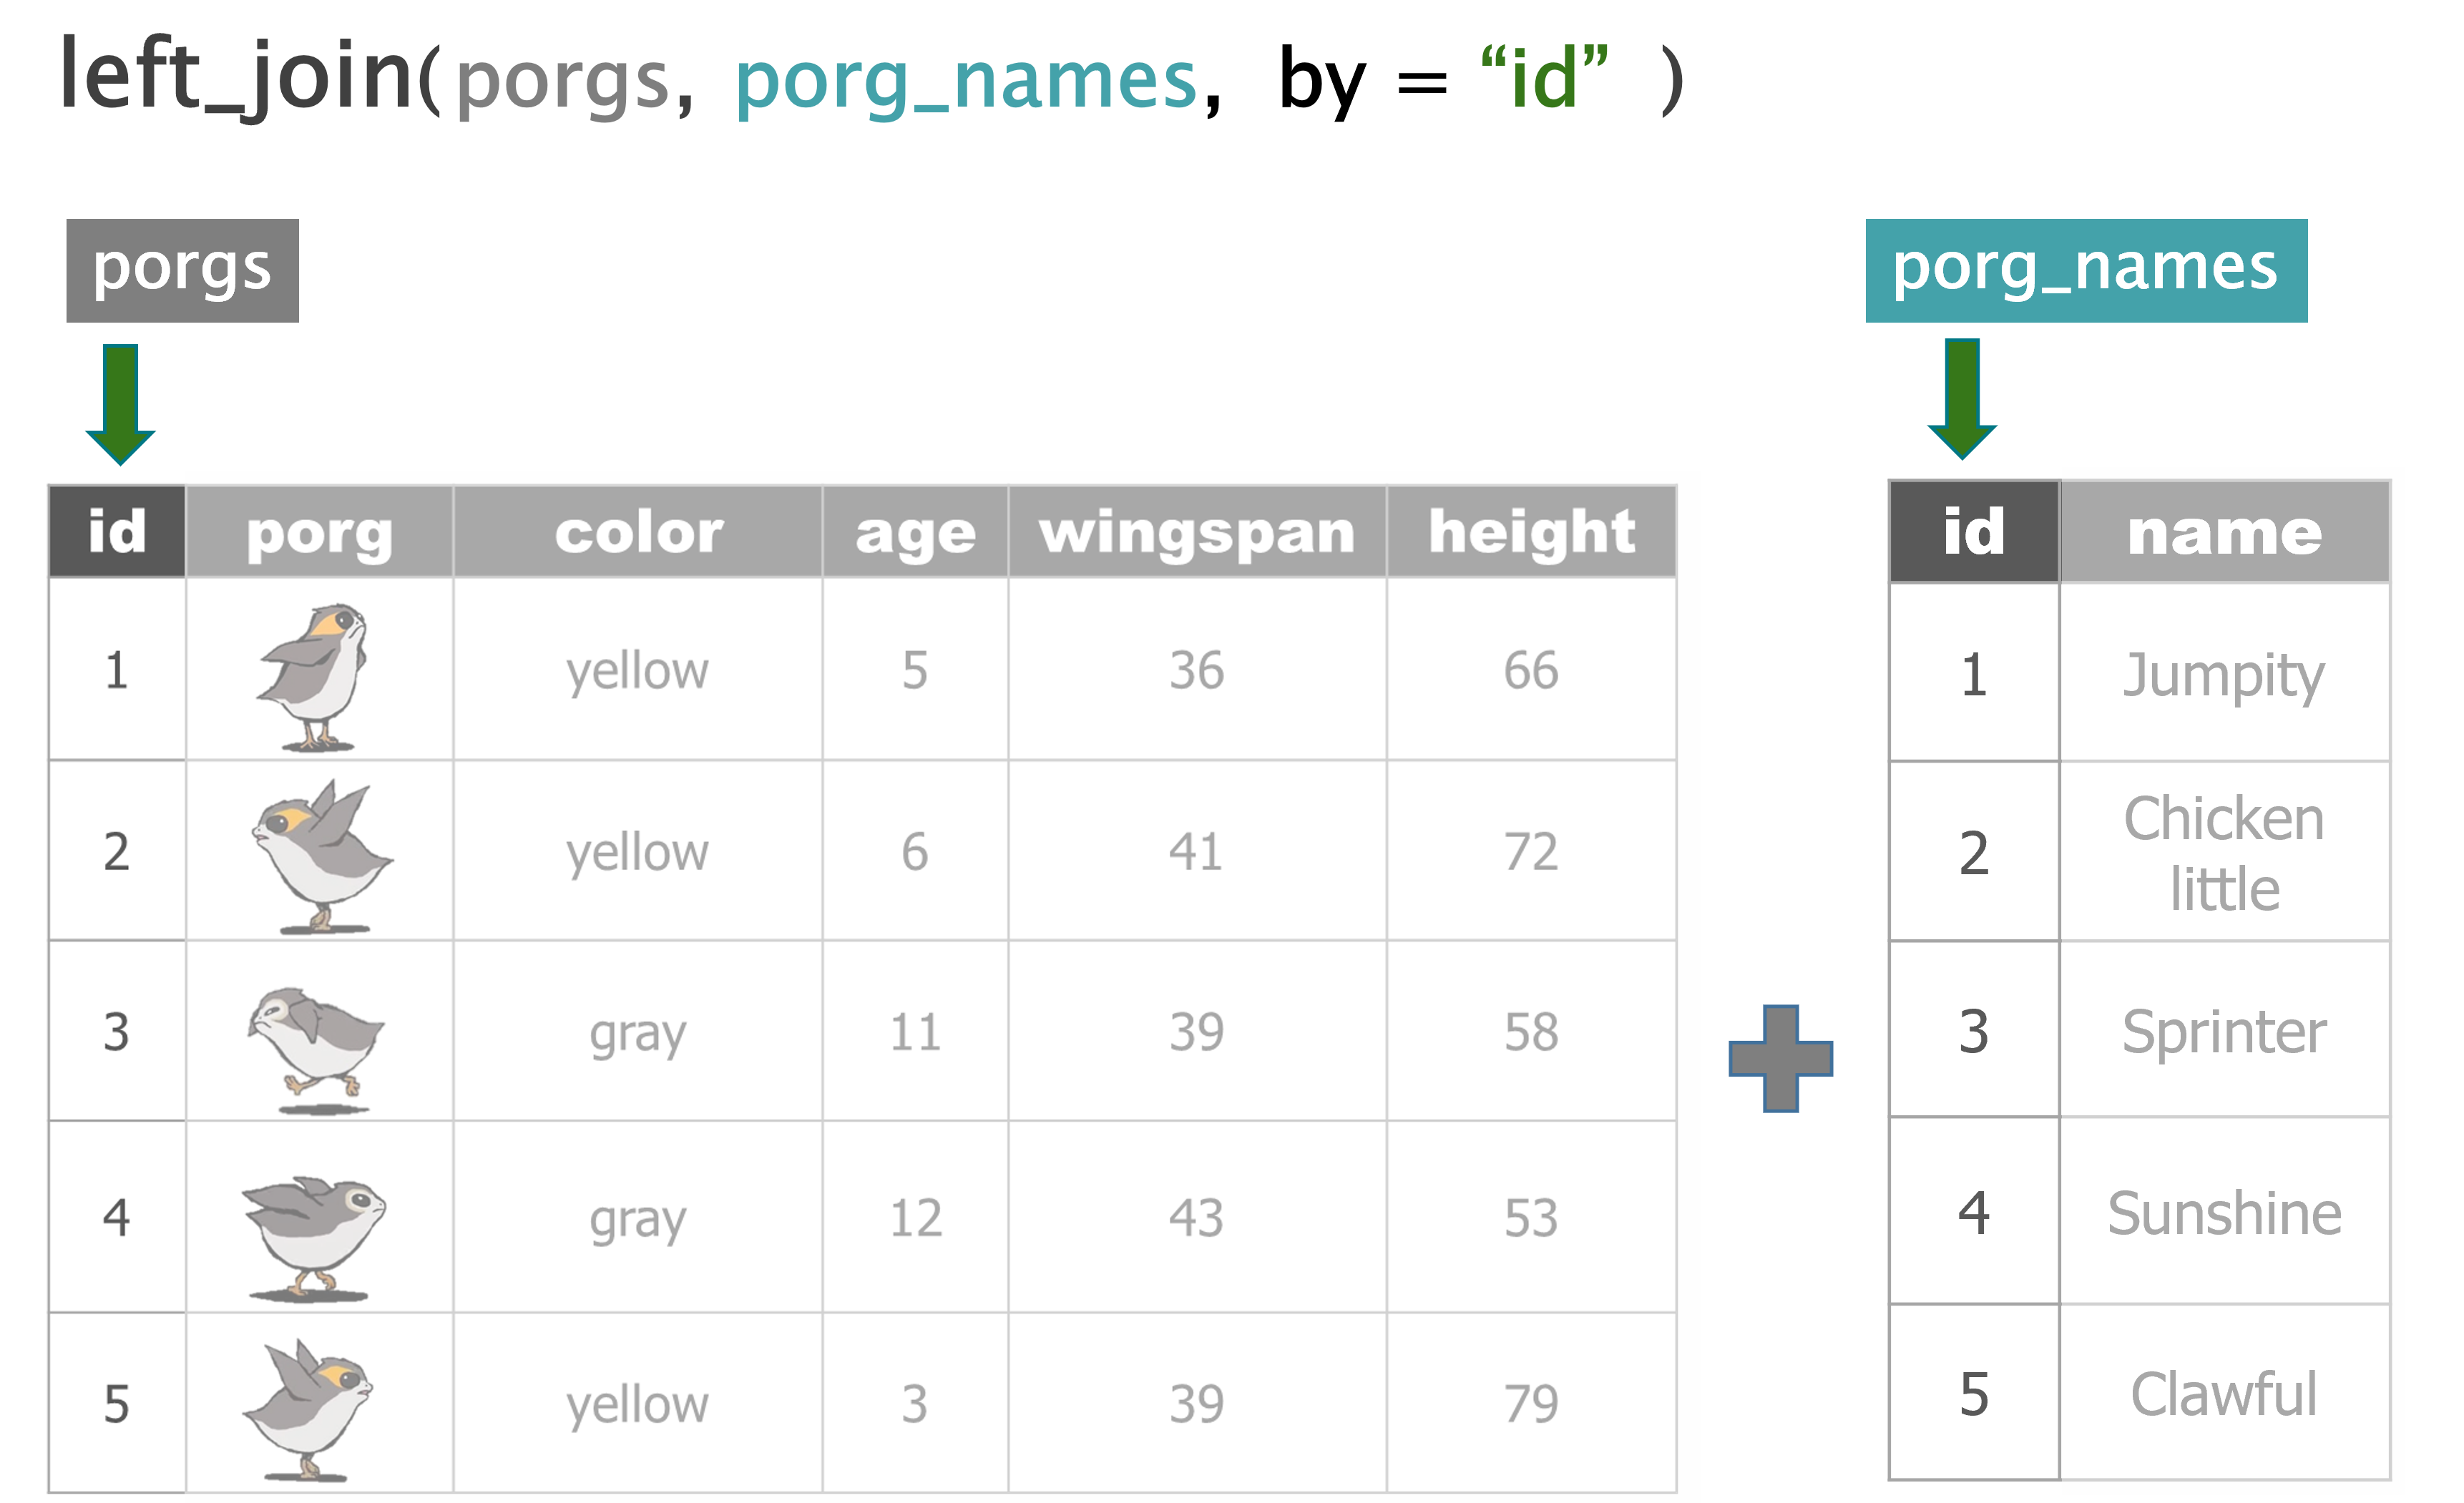 left_join(porgs, porg_names, by = “id” )
porgs
porg_names
id porg color age wingspan height
1 yellow 5 36 66
2 yellow 6 41 72
3 gray 11 39 58
4 gray 12 43 53
5 yellow 3 39 79
id name
1 Jumpity
2 Chicken
little
3 Sprinter
4 Sunshine
5 Clawful